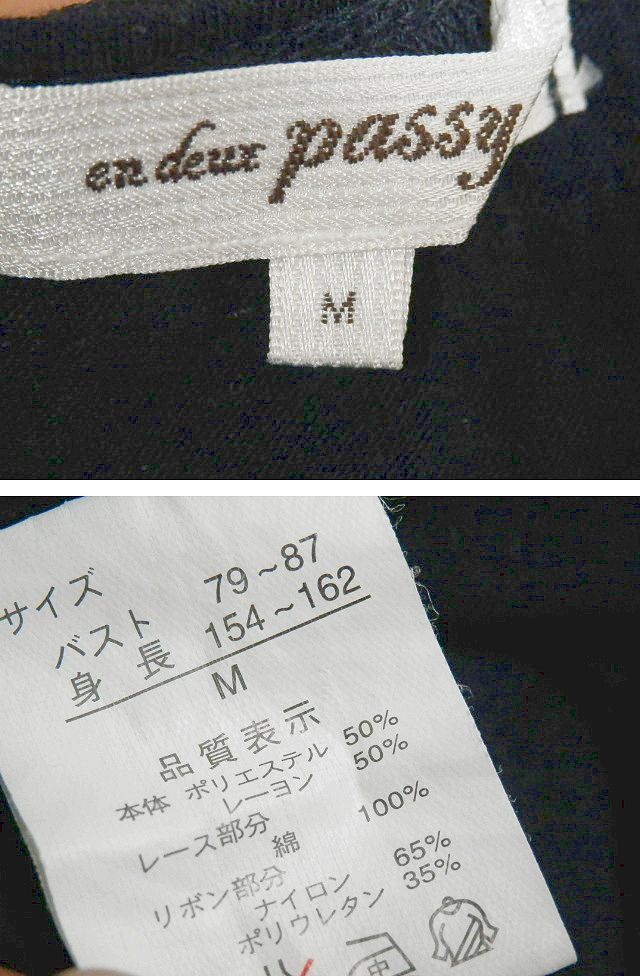 en deux passy
M
サイズ
バスト 79～87
身長 154～162
M
品質表示
本体 ポリエステル 50%
レーヨン 50%
レース部分
綿 100%
リボン部分
ナイロン 65%
ポリウレタン 35%
中